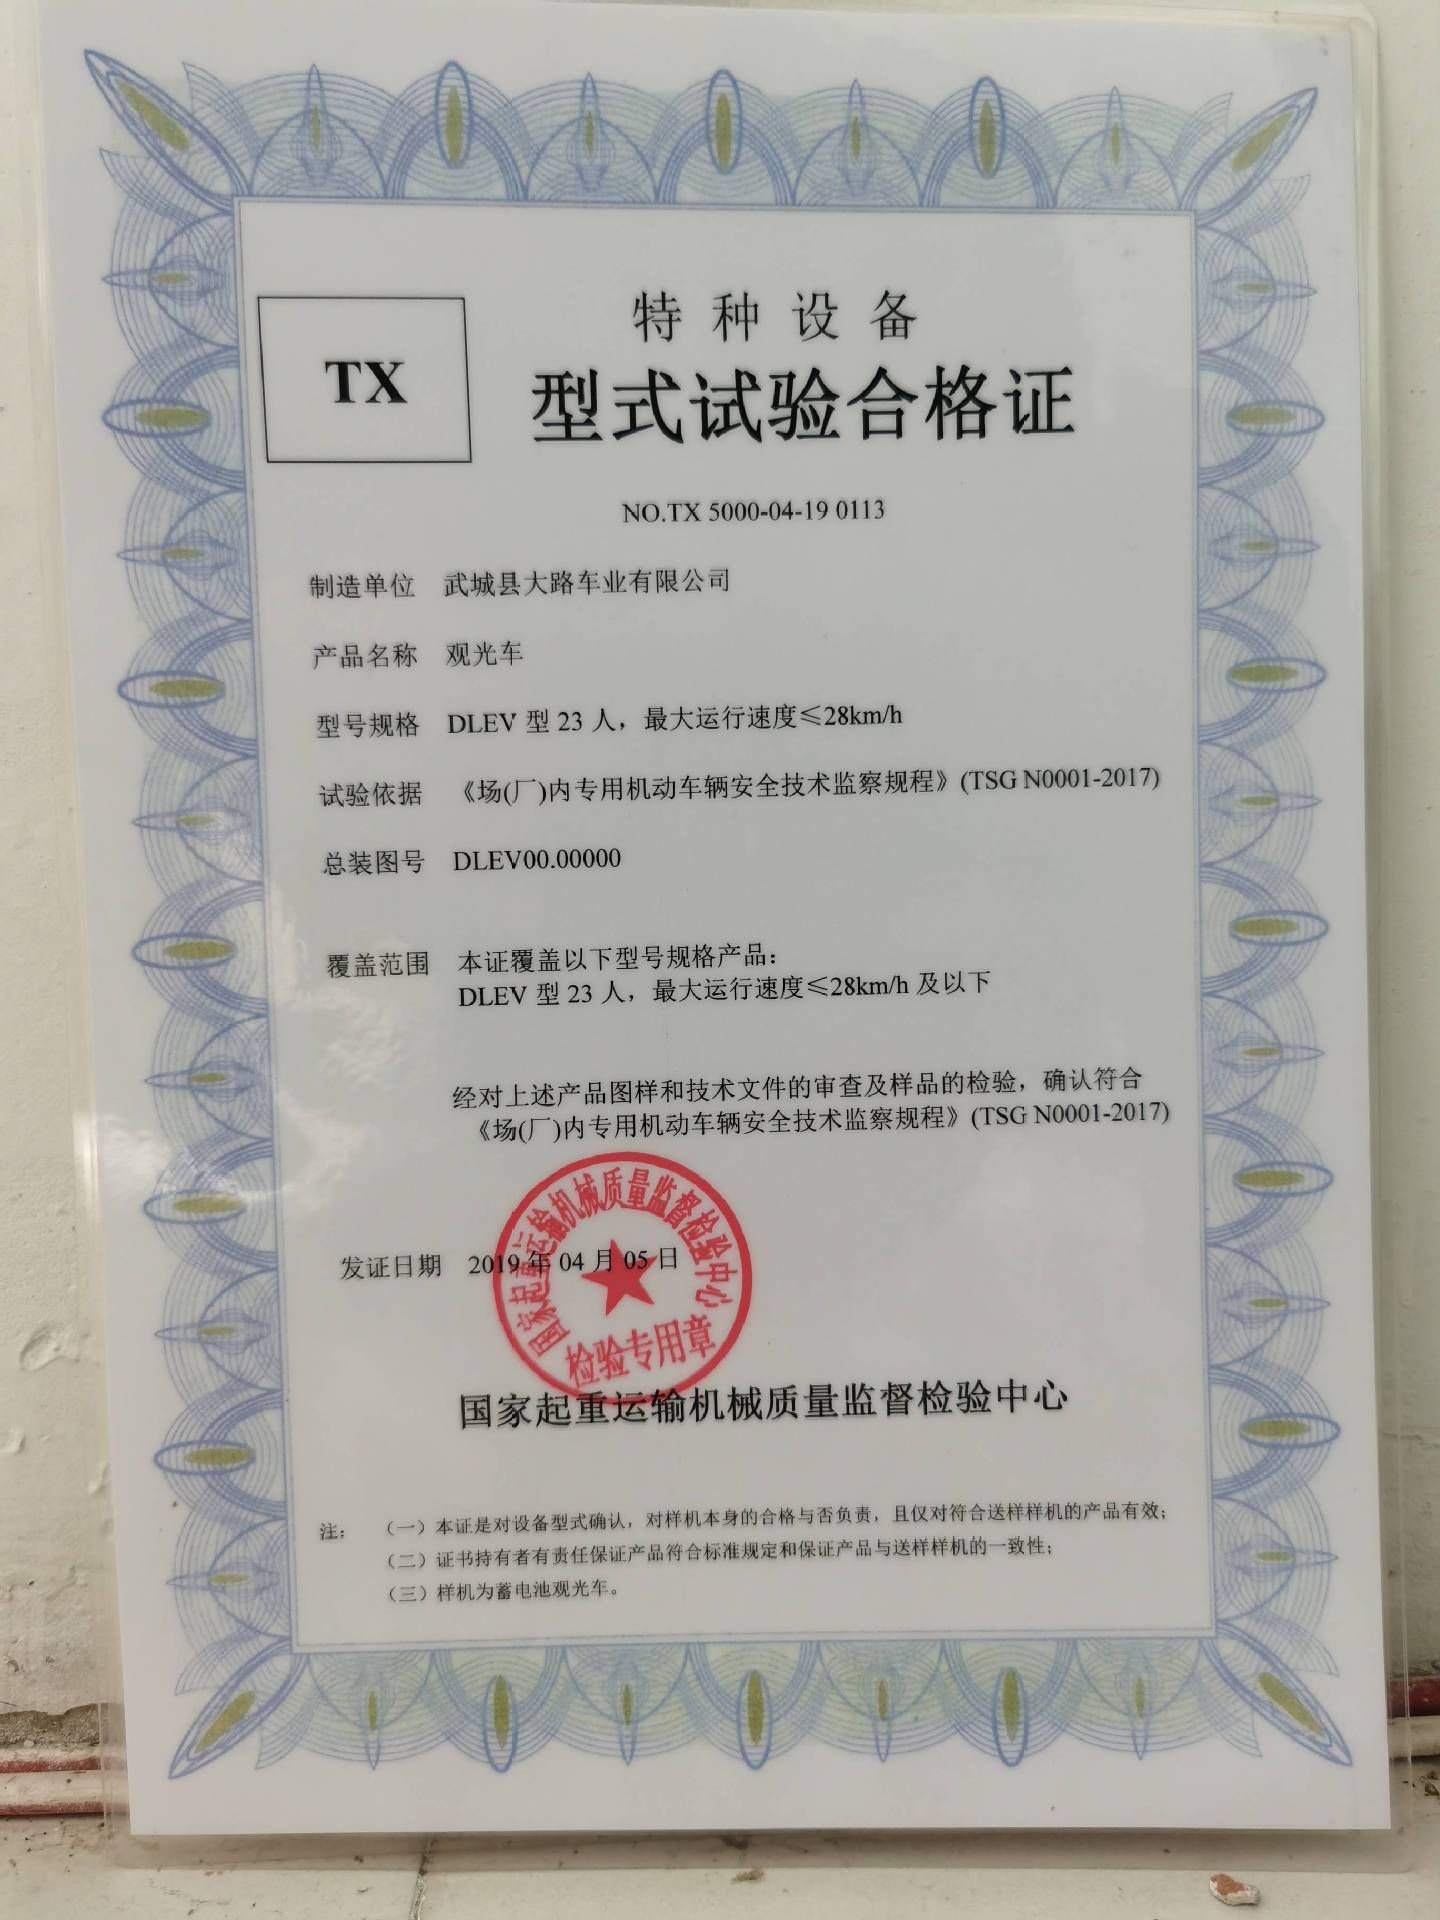 特种设备
TX
型式试验合格证
NO.TX 5000-04-19 0113
制造单位 武城县大路车业有限公司
产品名称 观光车
型号规格 DLEV 型 23 人，最大运行速度≤28km/h
试验依据 《场(厂)内专用机动车辆安全技术监察规程》(TSG N0001-2017)
总装图号 DLEV00.00000
覆盖范围 本证覆盖以下型号规格产品：
DLEV 型 23 人，最大运行速度≤28km/h 及以下
经对上述产品图样和技术文件的审查及样品的检验，确认符合
《场(厂)内专用机动车辆安全技术监察规程》(TSG N0001-2017)
国家起重运输机械质量监督检验中心
发证日期 2019 年 04 月 05 日
检验专用章
国家起重运输机械质量监督检验中心
注： （一）本证是对设备型式确认，对样机本身的合格与否负责，且仅对符合送样样机的产品有效；
（二）证书持有者有责任保证产品符合标准规定和保证产品与送样样机的一致性；
（三）样机为蓄电池观光车。